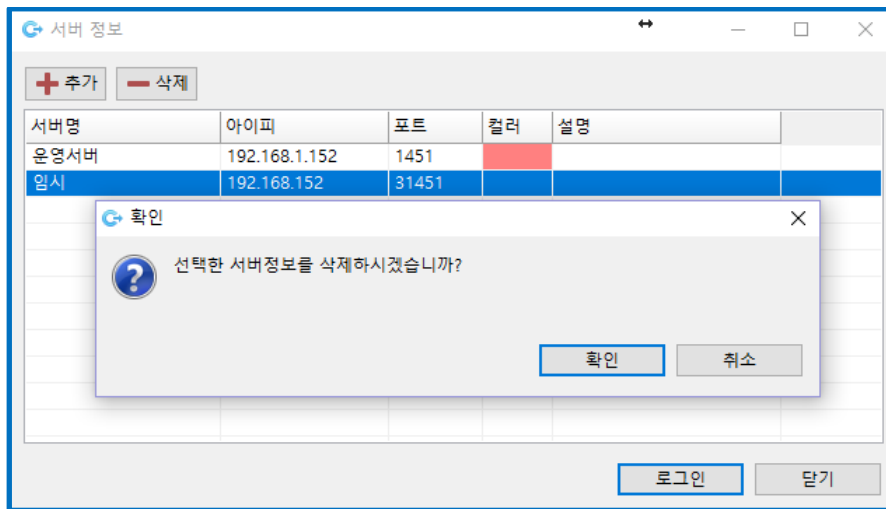 서버 정보
추가 삭제
서버명 아이피 포트 컬러 설명
운영서버 192.168.1.152 1451
임시 192.168.152 31451
확인
선택한 서버정보를 삭제하시겠습니까?
확인 취소
로그인 닫기